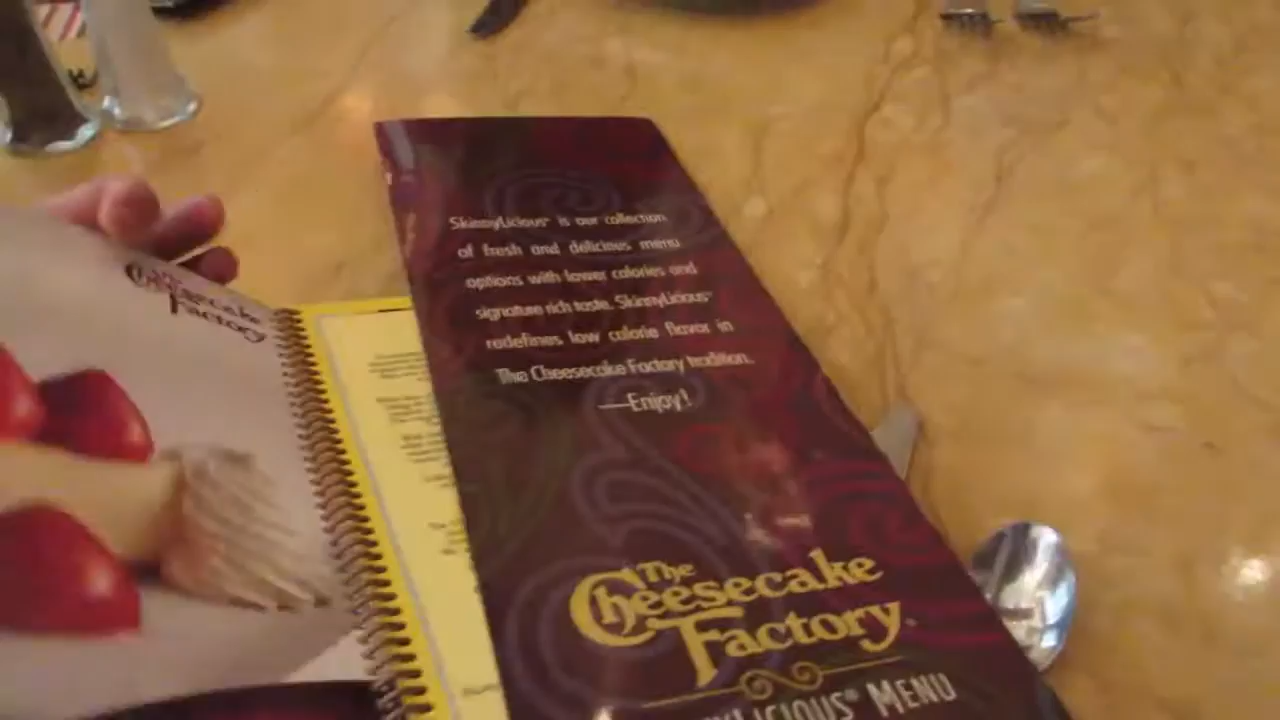 Cheesecake
Factory
SkinnyLicious® is our collection
of fresh and delicious menu
options with lower calories and
signature rich taste. SkinnyLicious®
redefines low calorie flavor in
The Cheesecake Factory tradition.
—Enjoy!
The
Cheesecake
Factory
MENU